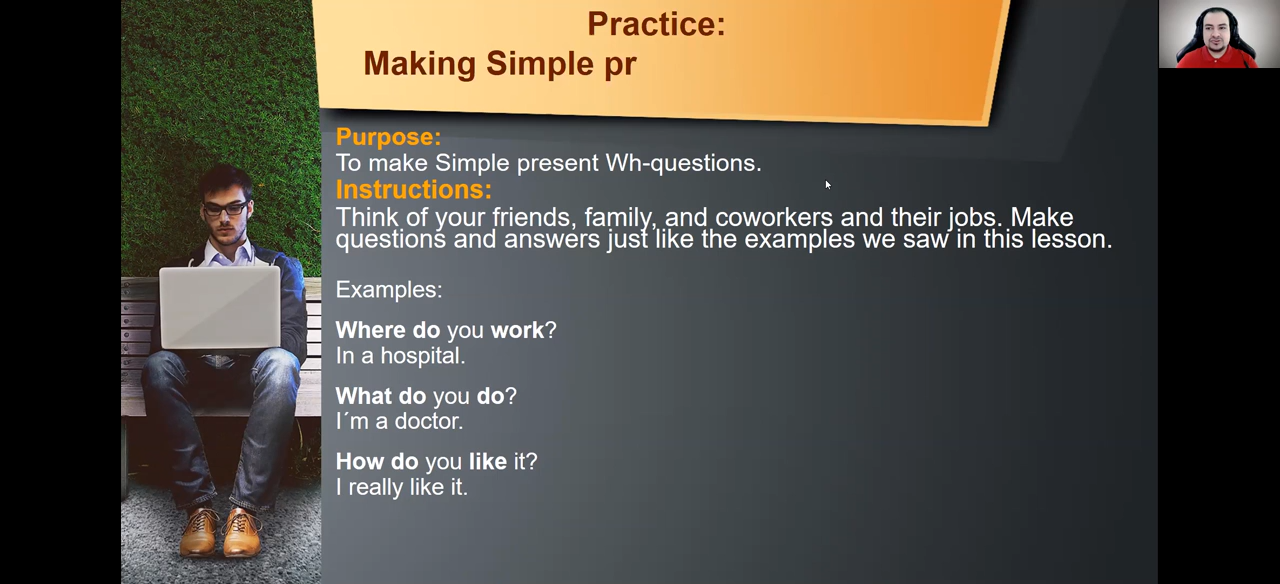 Practice:
Making Simple pr
Purpose:
To make Simple present Wh-questions.
Instructions:
Think of your friends, family, and coworkers and their jobs. Make
questions and answers just like the examples we saw in this lesson.
Examples:
Where do you work?
In a hospital.
What do you do?
I´m a doctor.
How do you like it?
I really like it.